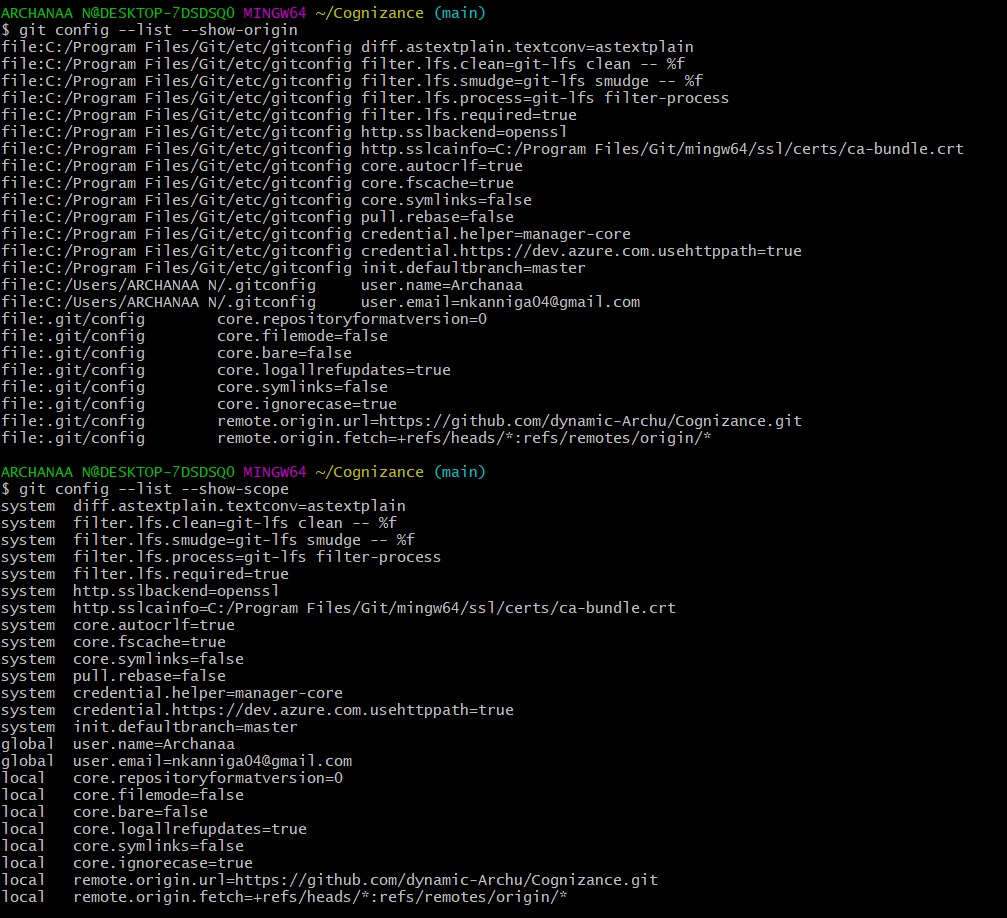 ARCHANAA N@DESKTOP-7DSDSQO MINGW64 ~/Cognizance (main)
$ git config --list --show-origin
file:C:/Program Files/Git/etc/gitconfig diff.astextplain.textconv=astextplain
file:C:/Program Files/Git/etc/gitconfig filter.lfs.clean=git-lfs clean -- %f
file:C:/Program Files/Git/etc/gitconfig filter.lfs.smudge=git-lfs smudge -- %f
file:C:/Program Files/Git/etc/gitconfig filter.lfs.process=git-lfs filter-process
file:C:/Program Files/Git/etc/gitconfig filter.lfs.required=true
file:C:/Program Files/Git/etc/gitconfig http.sslbackend=openssl
file:C:/Program Files/Git/etc/gitconfig http.sslcainfo=C:/Program Files/Git/mingw64/ssl/certs/ca-bundle.crt
file:C:/Program Files/Git/etc/gitconfig core.autocrlf=true
file:C:/Program Files/Git/etc/gitconfig core.fscache=true
file:C:/Program Files/Git/etc/gitconfig core.symlinks=false
file:C:/Program Files/Git/etc/gitconfig pull.rebase=false
file:C:/Program Files/Git/etc/gitconfig credential.helper=manager-core
file:C:/Program Files/Git/etc/gitconfig credential.https://dev.azure.com.usehttppath=true
file:C:/Program Files/Git/etc/gitconfig init.defaultbranch=master
file:C:/Users/ARCHANAA N/.gitconfig     user.name=Archanaa
file:C:/Users/ARCHANAA N/.gitconfig     user.email=nkanniga04@gmail.com
file:.git/config        core.repositoryformatversion=0
file:.git/config        core.filemode=false
file:.git/config        core.bare=false
file:.git/config        core.logallrefupdates=true
file:.git/config        core.symlinks=false
file:.git/config        core.ignorecase=true
file:.git/config        remote.origin.url=https://github.com/dynamic-Archu/Cognizance.git
file:.git/config        remote.origin.fetch=+refs/heads/*:refs/remotes/origin/*
ARCHANAA N@DESKTOP-7DSDSQO MINGW64 ~/Cognizance (main)
$ git config --list --show-scope
system  diff.astextplain.textconv=astextplain
system  filter.lfs.clean=git-lfs clean -- %f
system  filter.lfs.smudge=git-lfs smudge -- %f
system  filter.lfs.process=git-lfs filter-process
system  filter.lfs.required=true
system  http.sslbackend=openssl
system  http.sslcainfo=C:/Program Files/Git/mingw64/ssl/certs/ca-bundle.crt
system  core.autocrlf=true
system  core.fscache=true
system  core.symlinks=false
system  pull.rebase=false
system  credential.helper=manager-core
system  credential.https://dev.azure.com.usehttppath=true
system  init.defaultbranch=master
global  user.name=Archanaa
global  user.email=nkanniga04@gmail.com
local   core.repositoryformatversion=0
local   core.filemode=false
local   core.bare=false
local   core.logallrefupdates=true
local   core.symlinks=false
local   core.ignorecase=true
local   remote.origin.url=https://github.com/dynamic-Archu/Cognizance.git
local   remote.origin.fetch=+refs/heads/*:refs/remotes/origin/*